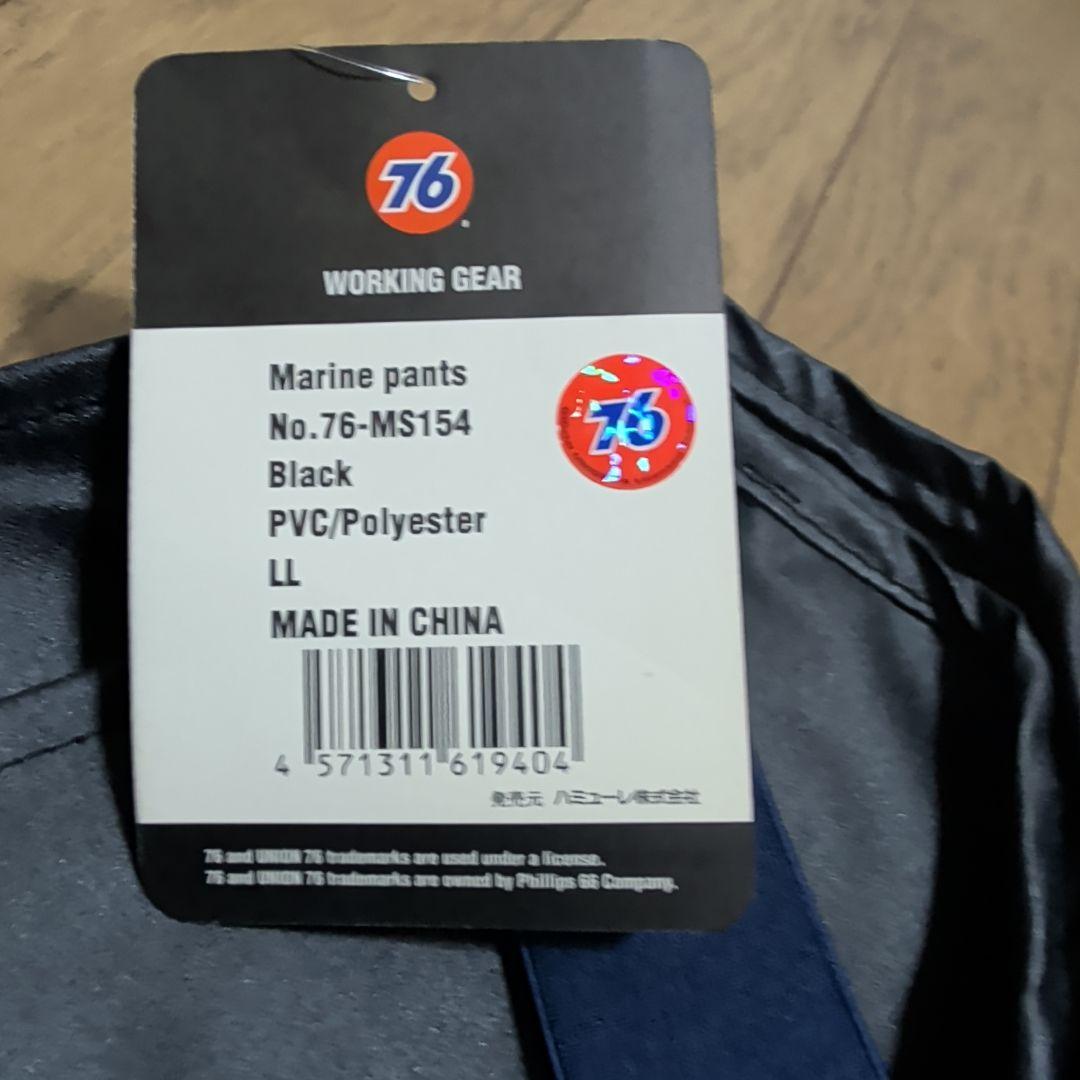 76
WORKING GEAR
Marine pants
76
No.76-MS154
Black
PVC/Polyester
LL
MADE IN CHINA
4 571311 619404
発売元 ハミューレ株式会社
76 and UNION 76 trademarks are used under a license.
76 and UNION 76 trademarks are owned by Phillips 66 Company.